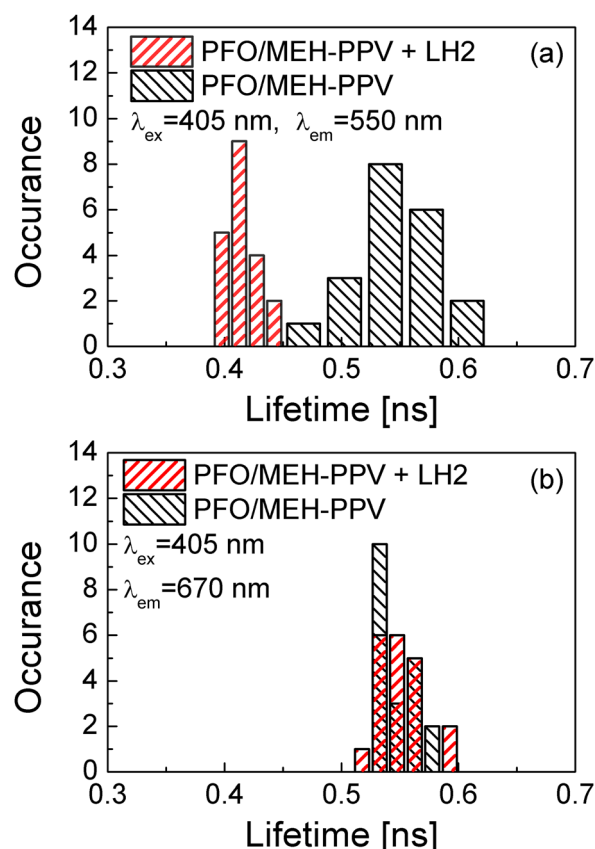 14
12
10
8
6
4
2
0
Occurance
PFO/MEH-PPV + LH2
(a)
PFO/MEH-PPV
λex=405 nm, λem=550 nm
0.3 0.4 0.5 0.6 0.7
Lifetime [ns]
14
12
10
8
6
4
2
0
Occurance
PFO/MEH-PPV + LH2
(b)
PFO/MEH-PPV
λex=405 nm
λem=670 nm
0.3 0.4 0.5 0.6 0.7
Lifetime [ns]